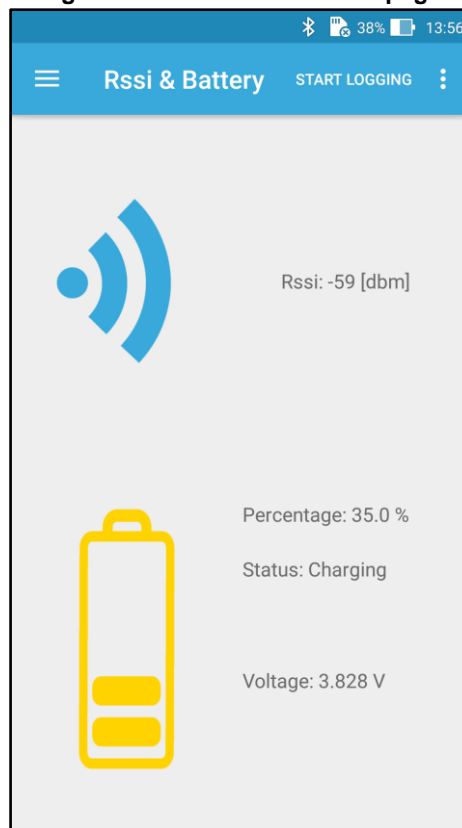 38% 13:56
Rssi & Battery START LOGGING
Rssi: -59 [dbm]
Percentage: 35.0 %
Status: Charging
Voltage: 3.828 V